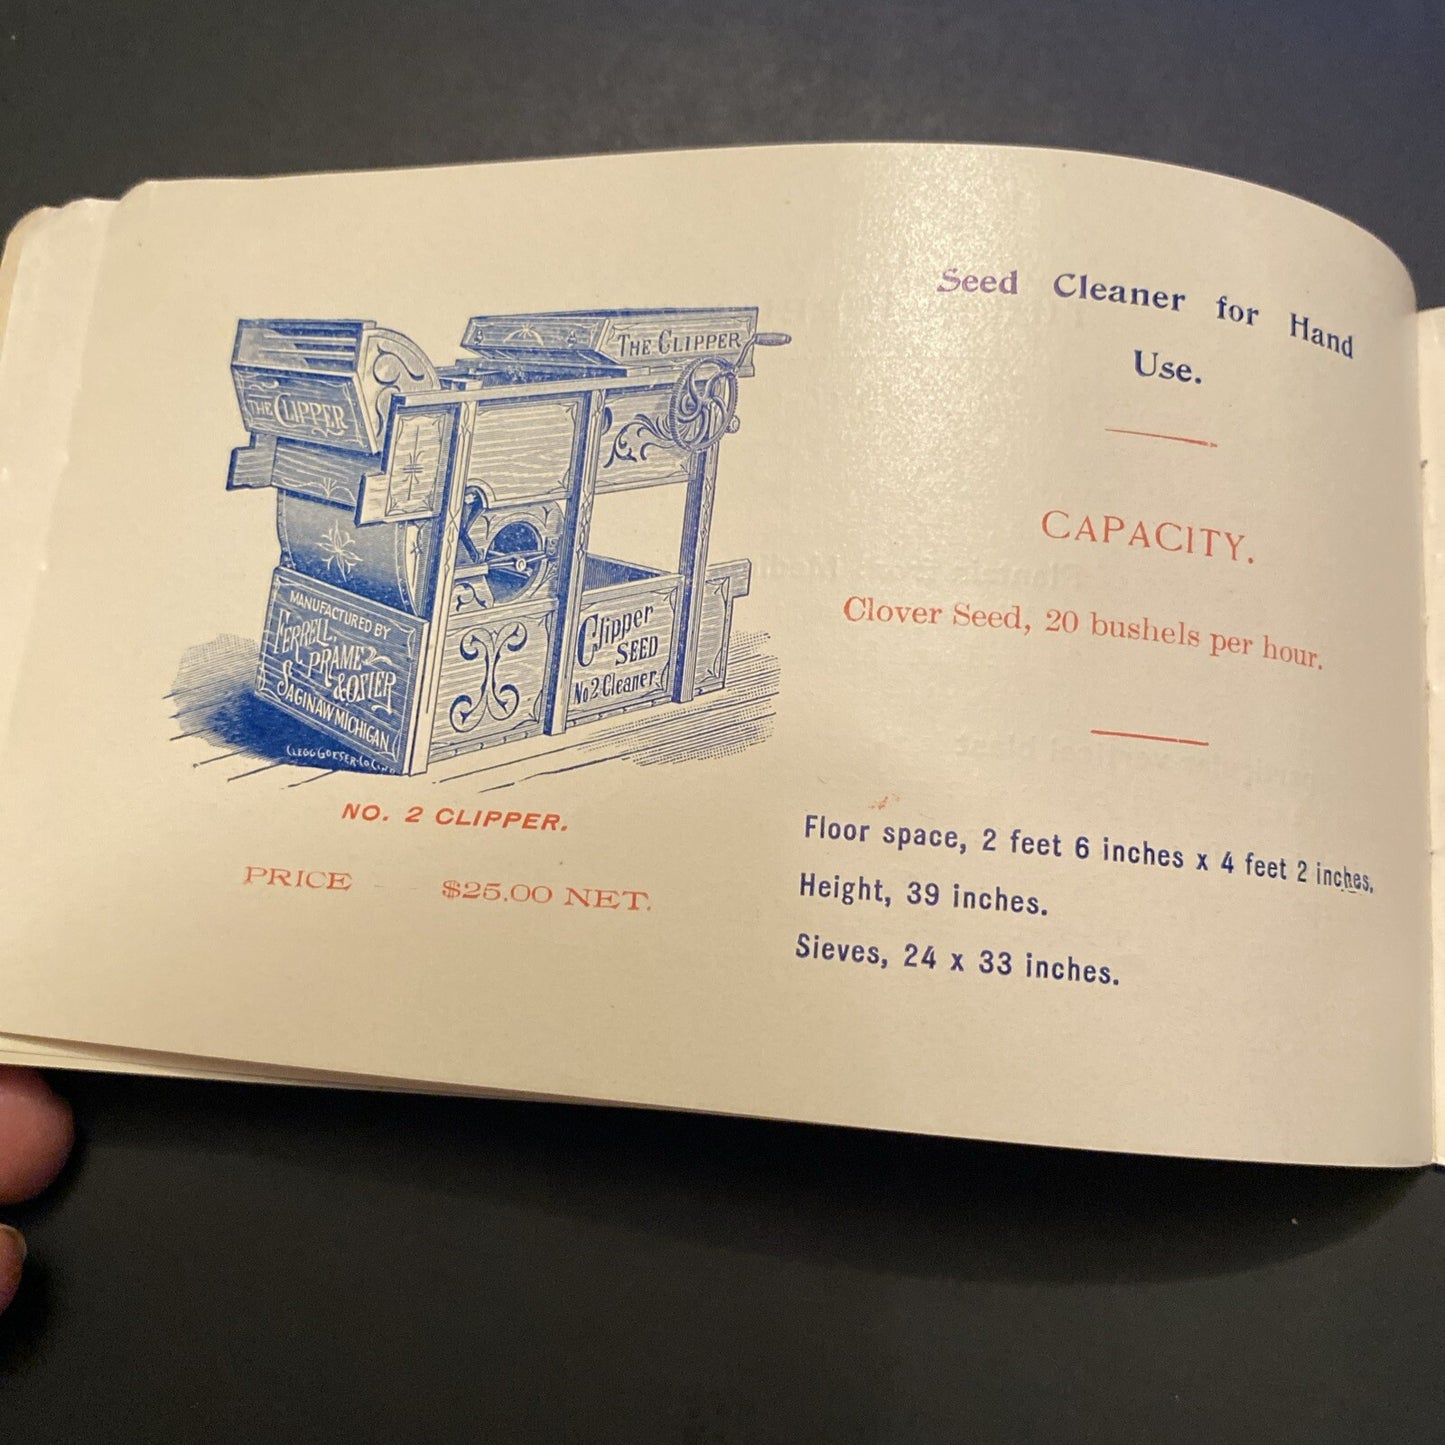 Seed Cleaner for Hand
Use.
CAPACITY.
Clover Seed, 20 bushels per hour.
Floor space, 2 feet 6 inches x 4 feet 2 inches,
Height, 39 inches.
Sieves, 24 x 33 inches.
THE CLIPPER
THE CLIPPER
MANUFACTURED BY
FERRELL,
PRAME
& OSIER
SAGINAW MICHIGAN
Clipper
SEED
No 2 Cleaner
NO. 2 CLIPPER.
PRICE - - $25.00 NET.